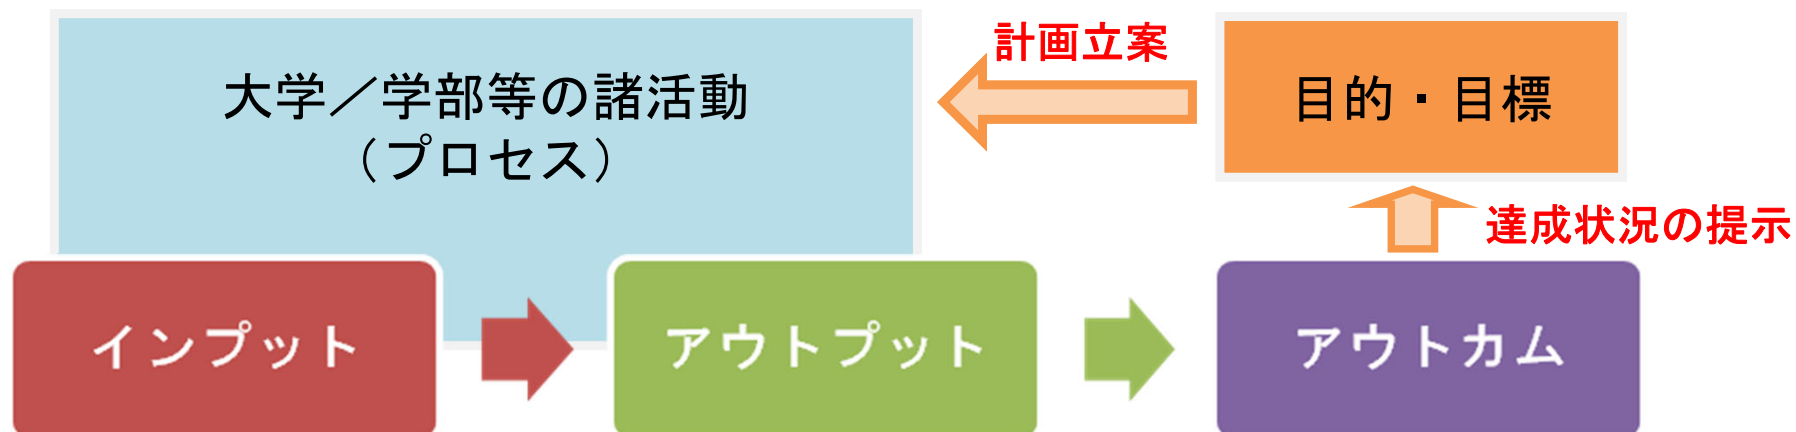 計画立案
大学／学部等の諸活動
（プロセス）
目的・目標
達成状況の提示
インプット
アウトプット
アウトカム